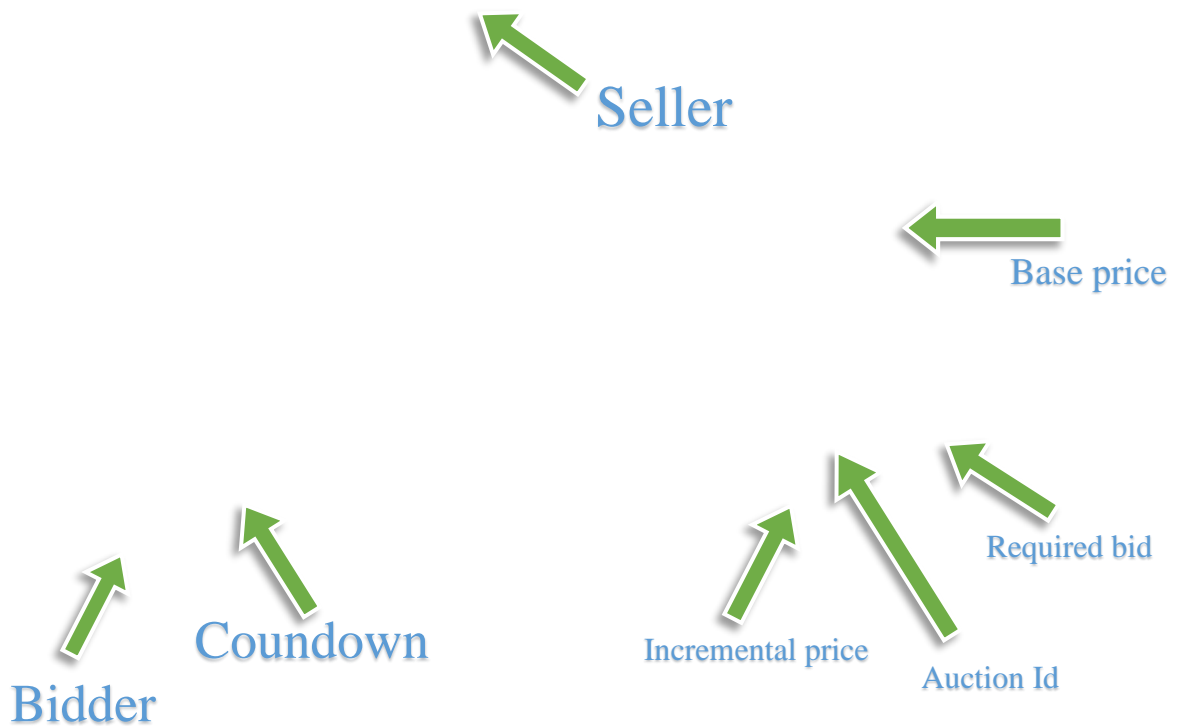 Seller
Base price
Required bid
Coundown
Incremental price
Auction Id
Bidder